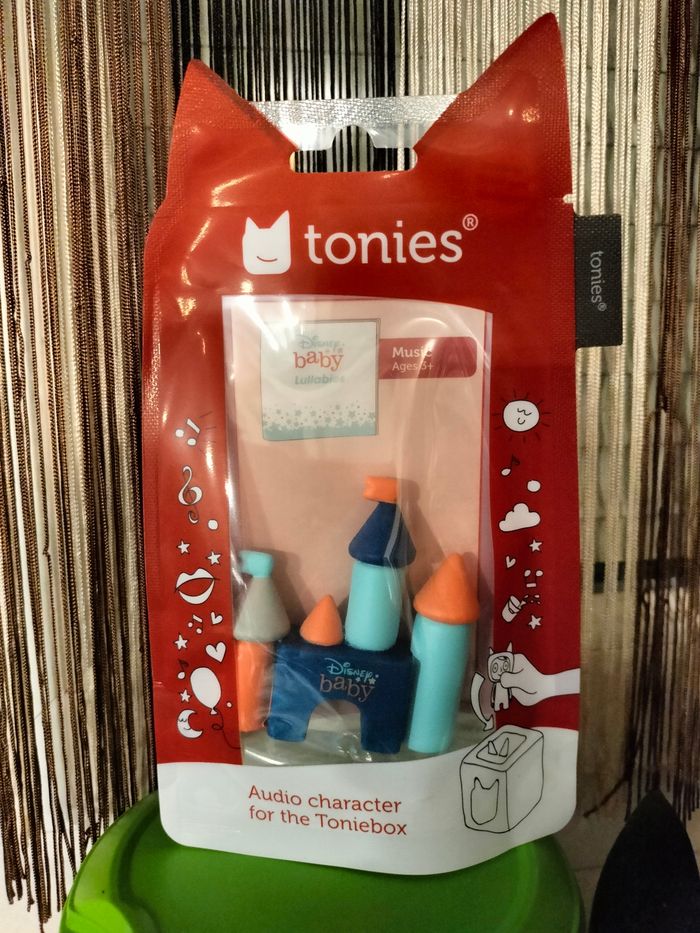 tonies®
tonies®
Disney
baby
Lullabies
Music
Ages 3+
Disney
baby
Audio character
for the Toniebox